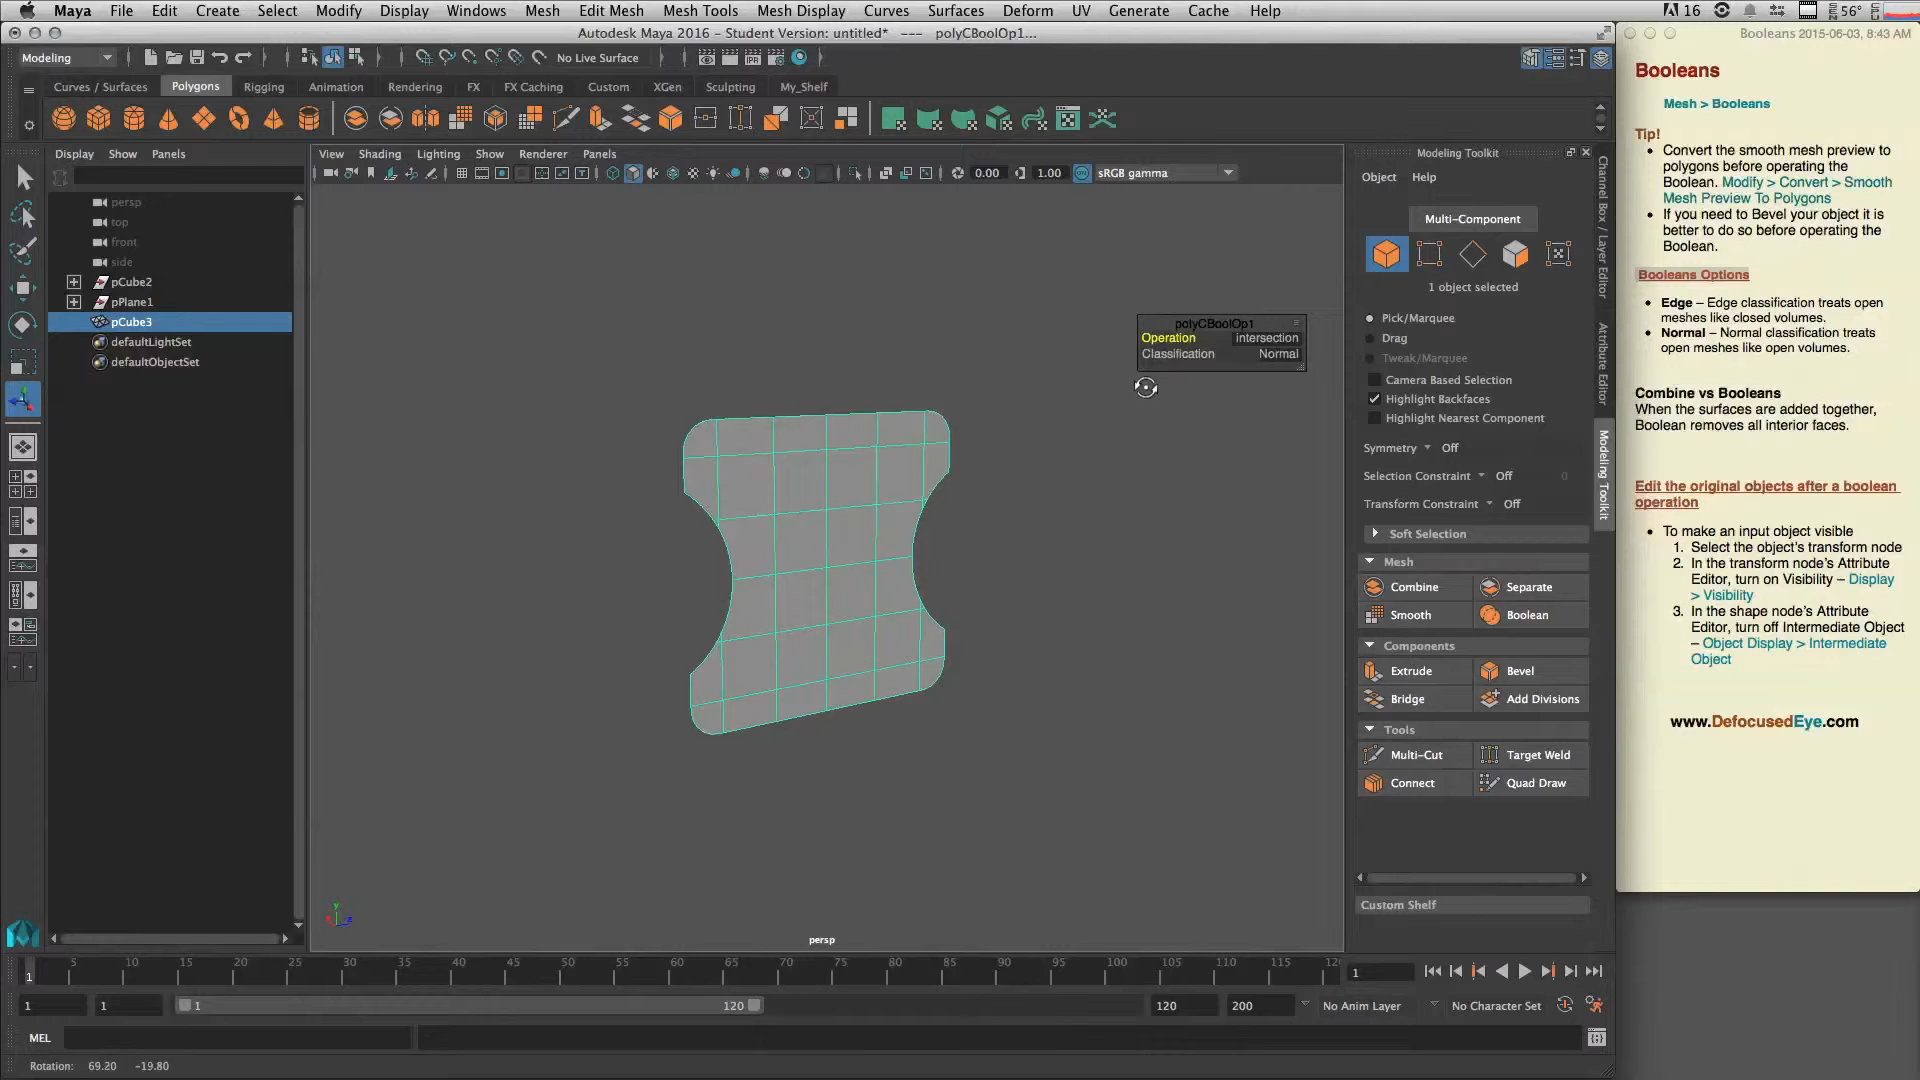 Maya File Edit Create Select Modify Display Windows Mesh Edit Mesh Mesh Tools Mesh Display Curves Surfaces Deform UV Generate Cache Help
16
56°
Autodesk Maya 2016 - Student Version: untitled* --- polyCBoolOp1...
Booleans 2015-06-03, 8:43 AM
Modeling
No Live Surface
Curves / Surfaces Polygons Rigging Animation Rendering FX FX Caching Custom XGen Sculpting My_Shelf
Display Show Panels
persp
top
front
side
pCube2
pPlane1
pCube3
defaultLightSet
defaultObjectSet
View Shading Lighting Show Renderer Panels
0.00 1.00 ON sRGB gamma
polyCBoolOp1
Operation intersection
Classification Normal
persp
y
z
Modeling Toolkit
Object Help
Multi-Component
1 object selected
Pick/Marquee
Drag
Tweak/Marquee
Camera Based Selection
Highlight Backfaces
Highlight Nearest Component
Symmetry Off
Selection Constraint Off 0
Transform Constraint Off
Soft Selection
Mesh
Combine Separate
Smooth Boolean
Components
Extrude Bevel
Bridge Add Divisions
Tools
Multi-Cut Target Weld
Connect Quad Draw
Custom Shelf
Channel Box / Layer Editor
Attribute Editor
Modeling Toolkit
Booleans
Mesh > Booleans
Tip!
Convert the smooth mesh preview to
polygons before operating the
Boolean. Modify > Convert > Smooth
Mesh Preview To Polygons
If you need to Bevel your object it is
better to do so before operating the
Boolean.
Booleans Options
Edge – Edge classification treats open
meshes like closed volumes.
Normal – Normal classification treats
open meshes like open volumes.
Combine vs Booleans
When the surfaces are added together,
Boolean removes all interior faces.
Edit the original objects after a boolean
operation
To make an input object visible
1. Select the object's transform node
2. In the transform node's Attribute
Editor, turn on Visibility – Display
> Visibility
3. In the shape node's Attribute
Editor, turn off Intermediate Object
– Object Display > Intermediate
Object
www.DefocusedEye.com
1 5 10 15 20 25 30 35 40 45 50 55 60 65 70 75 80 85 90 95 100 105 110 115 12
1
1 1 1 120 120 200 No Anim Layer No Character Set
MEL
Rotation: 69.20 -19.80